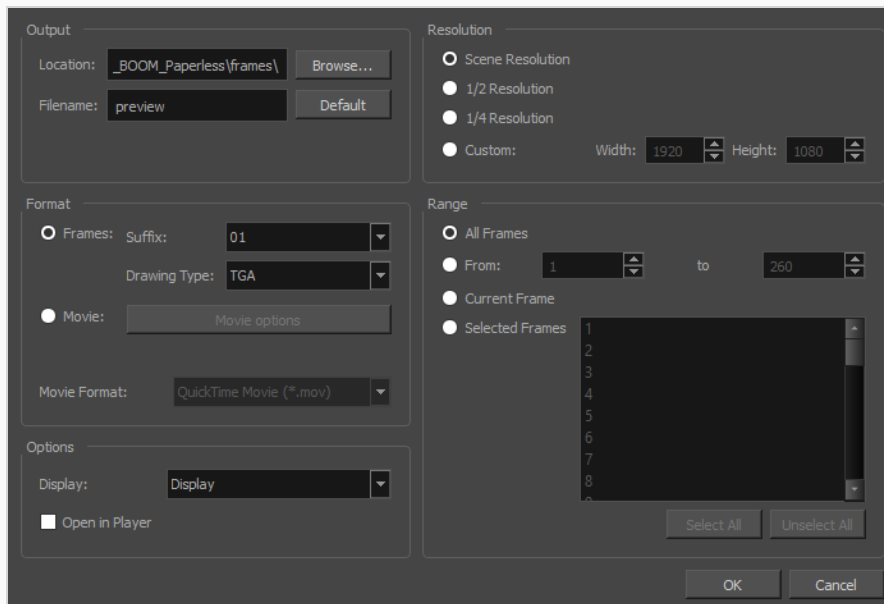 Output
Location: _BOOM_Paperless\frames\ Browse...
Filename: preview Default
Resolution
Scene Resolution
1/2 Resolution
1/4 Resolution
Custom: Width: 1920 Height: 1080
Format
Frames: Suffix: 01
Drawing Type: TGA
Movie: Movie options
Movie Format: QuickTime Movie (*.mov)
Range
All Frames
From: 1 to 260
Current Frame
Selected Frames 1
2
3
4
5
6
7
8
Select All Unselect All
Options
Display: Display
Open in Player
OK Cancel